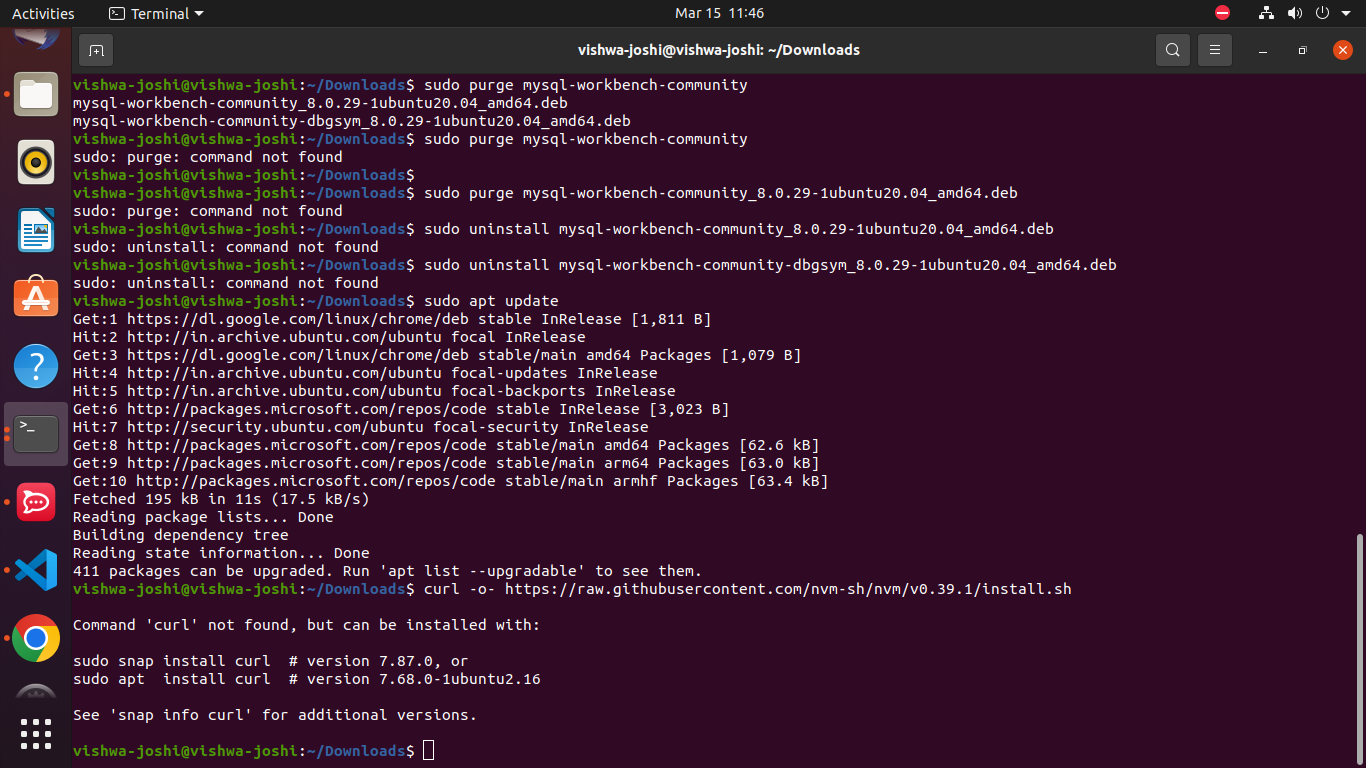 Activities
Terminal
Mar 15 11:46
vishwa-joshi@vishwa-joshi: ~/Downloads
vishwa-joshi@vishwa-joshi:~/Downloads$ sudo purge mysql-workbench-community
mysql-workbench-community_8.0.29-1ubuntu20.04_amd64.deb
mysql-workbench-community-dbgsym_8.0.29-1ubuntu20.04_amd64.deb
vishwa-joshi@vishwa-joshi:~/Downloads$ sudo purge mysql-workbench-community
sudo: purge: command not found
vishwa-joshi@vishwa-joshi:~/Downloads$
vishwa-joshi@vishwa-joshi:~/Downloads$ sudo purge mysql-workbench-community_8.0.29-1ubuntu20.04_amd64.deb
sudo: purge: command not found
vishwa-joshi@vishwa-joshi:~/Downloads$ sudo uninstall mysql-workbench-community_8.0.29-1ubuntu20.04_amd64.deb
sudo: uninstall: command not found
vishwa-joshi@vishwa-joshi:~/Downloads$ sudo uninstall mysql-workbench-community-dbgsym_8.0.29-1ubuntu20.04_amd64.deb
sudo: uninstall: command not found
vishwa-joshi@vishwa-joshi:~/Downloads$ sudo apt update
Get:1 https://dl.google.com/linux/chrome/deb stable InRelease [1,811 B]
Hit:2 http://in.archive.ubuntu.com/ubuntu focal InRelease
Get:3 https://dl.google.com/linux/chrome/deb stable/main amd64 Packages [1,079 B]
Hit:4 http://in.archive.ubuntu.com/ubuntu focal-updates InRelease
Hit:5 http://in.archive.ubuntu.com/ubuntu focal-backports InRelease
Get:6 http://packages.microsoft.com/repos/code stable InRelease [3,023 B]
Hit:7 http://security.ubuntu.com/ubuntu focal-security InRelease
Get:8 http://packages.microsoft.com/repos/code stable/main amd64 Packages [62.6 kB]
Get:9 http://packages.microsoft.com/repos/code stable/main arm64 Packages [63.0 kB]
Get:10 http://packages.microsoft.com/repos/code stable/main armhf Packages [63.4 kB]
Fetched 195 kB in 11s (17.5 kB/s)
Reading package lists... Done
Building dependency tree
Reading state information... Done
411 packages can be upgraded. Run 'apt list --upgradable' to see them.
vishwa-joshi@vishwa-joshi:~/Downloads$ curl -o- https://raw.githubusercontent.com/nvm-sh/nvm/v0.39.1/install.sh
Command 'curl' not found, but can be installed with:
sudo snap install curl  # version 7.87.0, or
sudo apt  install curl  # version 7.68.0-1ubuntu2.16
See 'snap info curl' for additional versions.
vishwa-joshi@vishwa-joshi:~/Downloads$